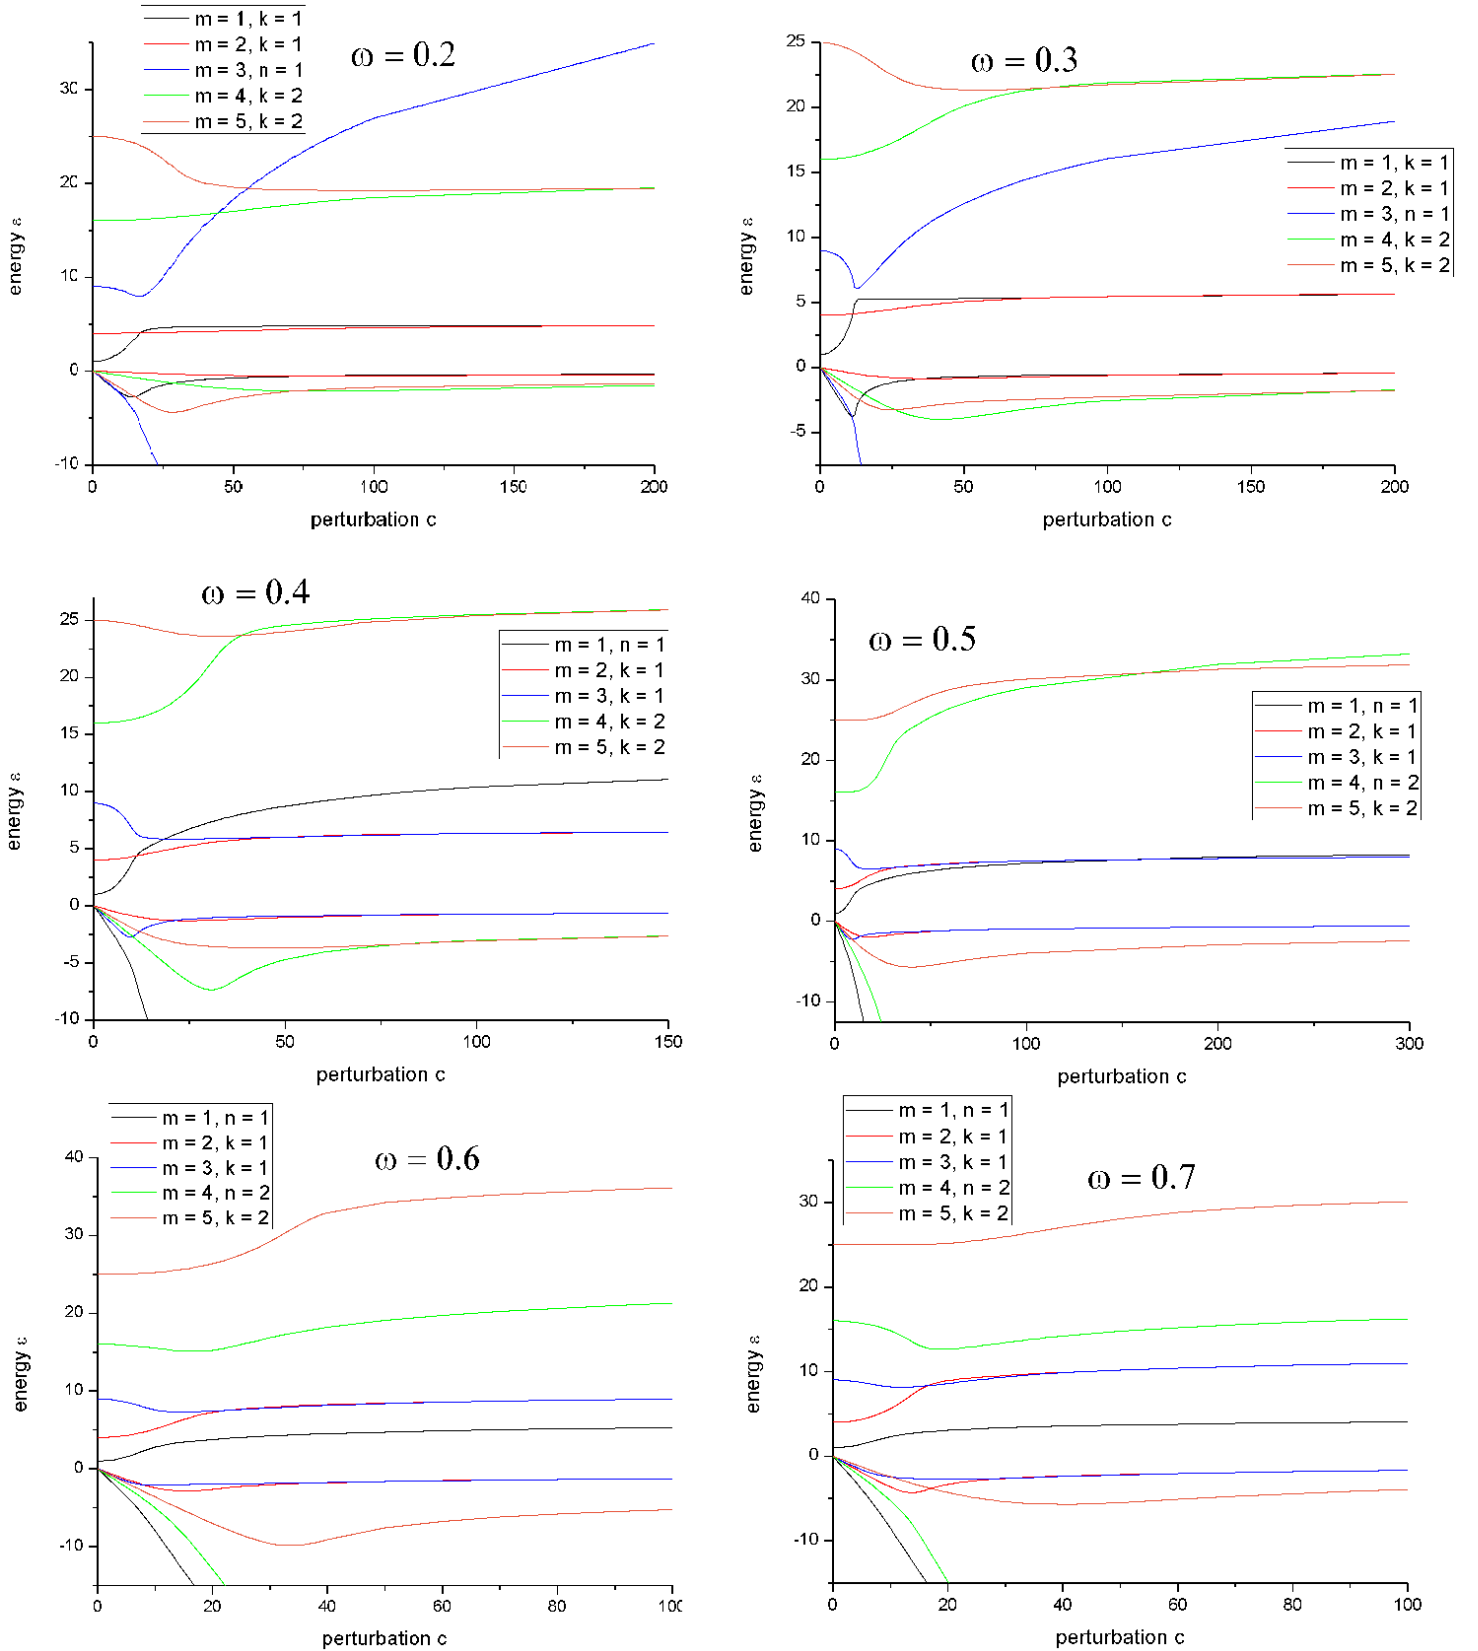 m = 1, k = 1
m = 2, k = 1
m = 3, n = 1
m = 4, k = 2
m = 5, k = 2
ω = 0.2
30
20
10
0
-10
0
50
100
150
200
energy ε
perturbation c
ω = 0.3
25
20
15
10
5
0
-5
0
50
100
150
200
energy ε
perturbation c
m = 1, k = 1
m = 2, k = 1
m = 3, n = 1
m = 4, k = 2
m = 5, k = 2
ω = 0.4
25
20
15
10
5
0
-5
-10
0
50
100
150
energy ε
perturbation c
m = 1, n = 1
m = 2, k = 1
m = 3, k = 1
m = 4, k = 2
m = 5, k = 2
ω = 0.5
40
30
20
10
0
-10
0
100
200
300
energy ε
perturbation c
m = 1, n = 1
m = 2, k = 1
m = 3, k = 1
m = 4, n = 2
m = 5, k = 2
m = 1, n = 1
m = 2, k = 1
m = 3, k = 1
m = 4, n = 2
m = 5, k = 2
ω = 0.6
40
30
20
10
0
-10
0
20
40
60
80
100
energy ε
perturbation c
m = 1, n = 1
m = 2, k = 1
m = 3, k = 1
m = 4, n = 2
m = 5, k = 2
ω = 0.7
30
20
10
0
-10
0
20
40
60
80
100
energy ε
perturbation c